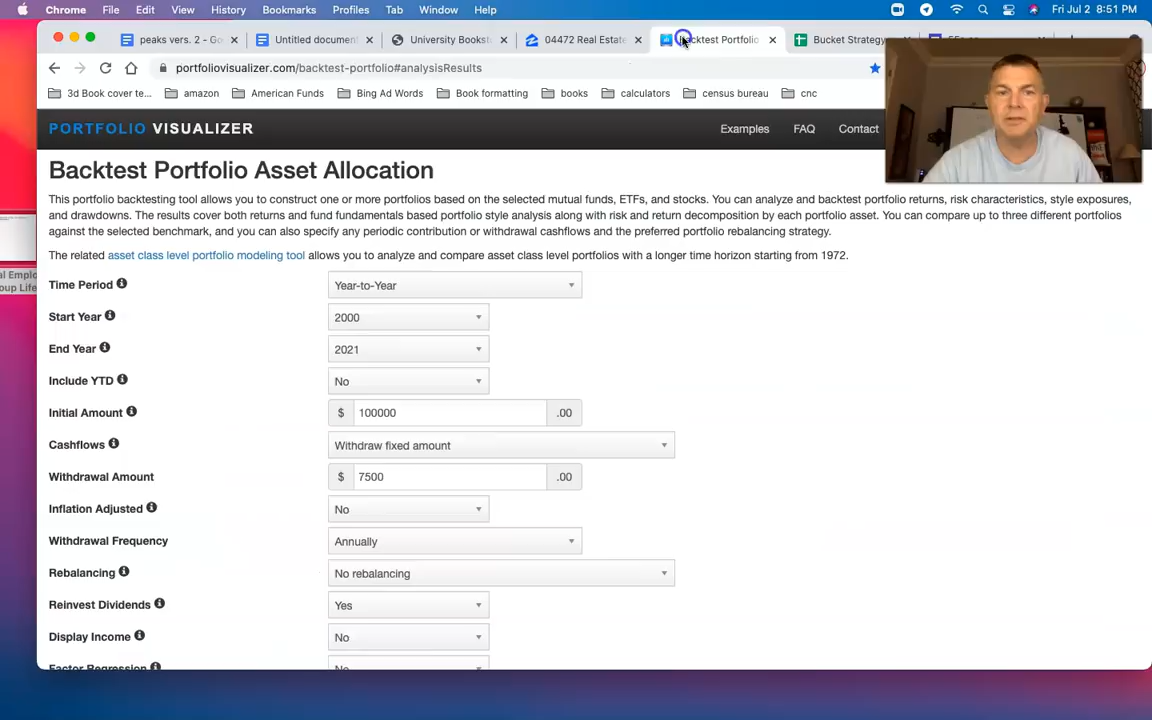 Chrome File Edit View History Bookmarks Profiles Tab Window Help Fri Jul 2 8:51 PM
peaks vers. 2 - Go Untitled documen University Booksto 04472 Real Estate Backtest Portfolio Bucket Strategy
portfoliovisualizer.com/backtest-portfolio#analysisResults
3d Book cover te... amazon American Funds Bing Ad Words Book formatting books calculators census bureau cnc
PORTFOLIO VISUALIZER Examples FAQ Contact
Backtest Portfolio Asset Allocation
This portfolio backtesting tool allows you to construct one or more portfolios based on the selected mutual funds, ETFs, and stocks. You can analyze and backtest portfolio returns, risk characteristics, style exposures,
and drawdowns. The results cover both returns and fund fundamentals based portfolio style analysis along with risk and return decomposition by each portfolio asset. You can compare up to three different portfolios
against the selected benchmark, and you can also specify any periodic contribution or withdrawal cashflows and the preferred portfolio rebalancing strategy.
The related asset class level portfolio modeling tool allows you to analyze and compare asset class level portfolios with a longer time horizon starting from 1972.
Time Period Year-to-Year
Start Year 2000
End Year 2021
Include YTD No
Initial Amount $ 100000 .00
Cashflows Withdraw fixed amount
Withdrawal Amount $ 7500 .00
Inflation Adjusted No
Withdrawal Frequency Annually
Rebalancing No rebalancing
Reinvest Dividends Yes
Display Income No
Factor Regression No
al Emplo
oup Life